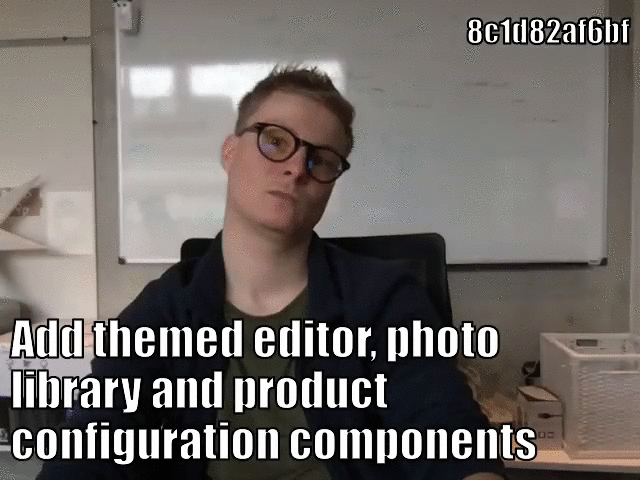 8c1d82af6bf
Add themed editor, photo
library and product
configuration components